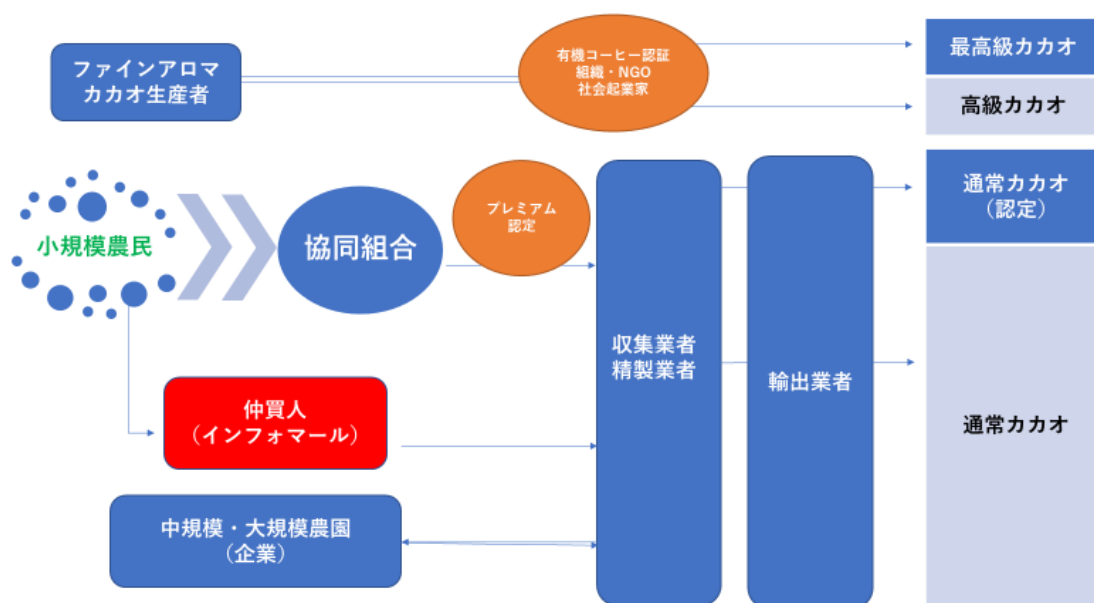 ファインアロマ
カカオ生産者
有機コーヒー認証
組織・NGO
社会起業家
最高級カカオ
高級カカオ
小規模農民
協同組合
プレミアム
認定
収集業者
精製業者
輸出業者
通常カカオ
（認定）
仲買人
（インフォマール）
中規模・大規模農園
（企業）
通常カカオ